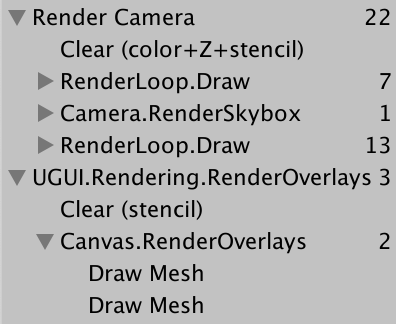 Render Camera 22
Clear (color+Z+stencil)
RenderLoop.Draw 7
Camera.RenderSkybox 1
RenderLoop.Draw 13
UGUI.Rendering.RenderOverlays 3
Clear (stencil)
Canvas.RenderOverlays 2
Draw Mesh
Draw Mesh